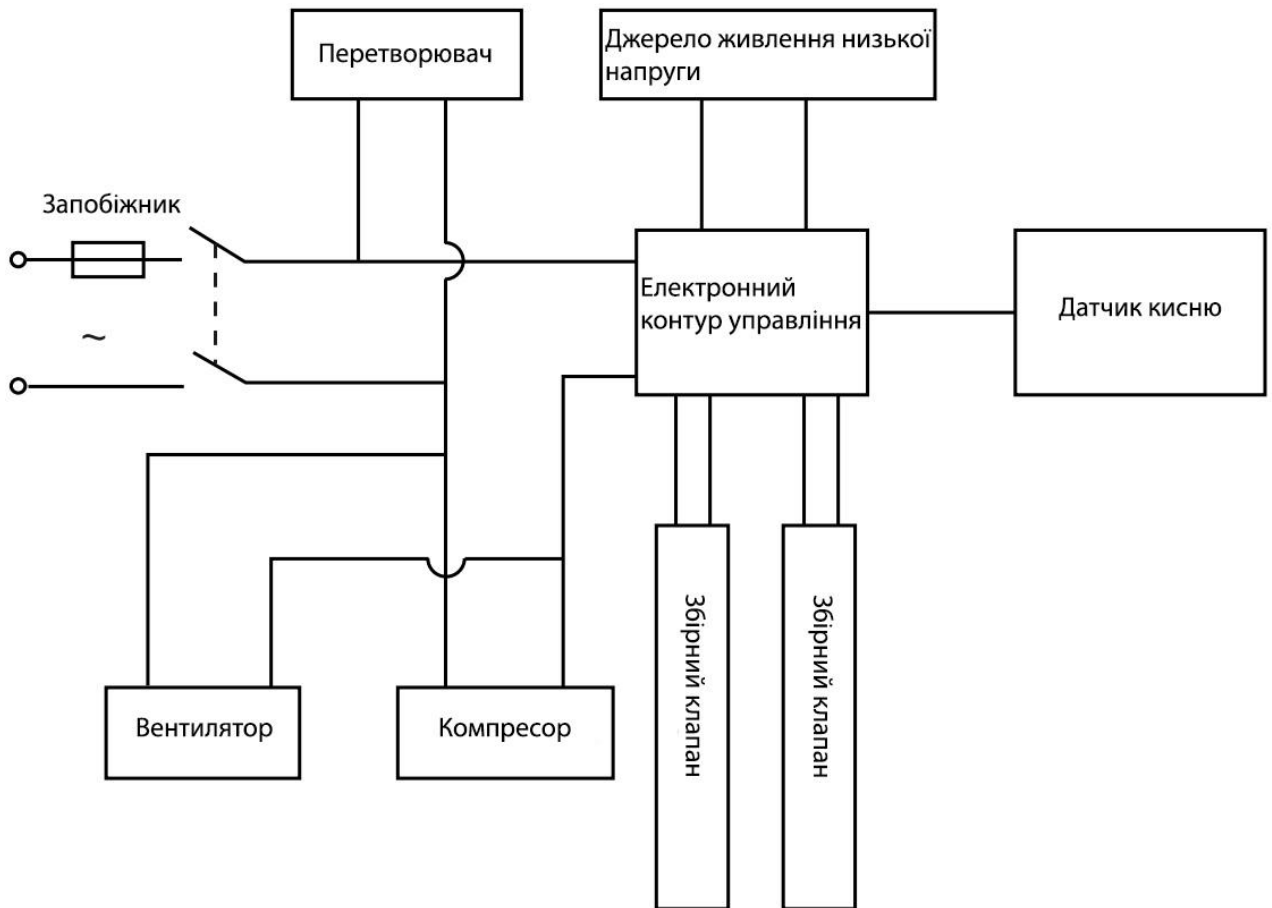 Перетворювач
Джерело живлення низької
напруги
Запобіжник
~
Електронний
контур управління
Датчик кисню
Вентилятор
Компресор
Збірний клапан
Збірний клапан